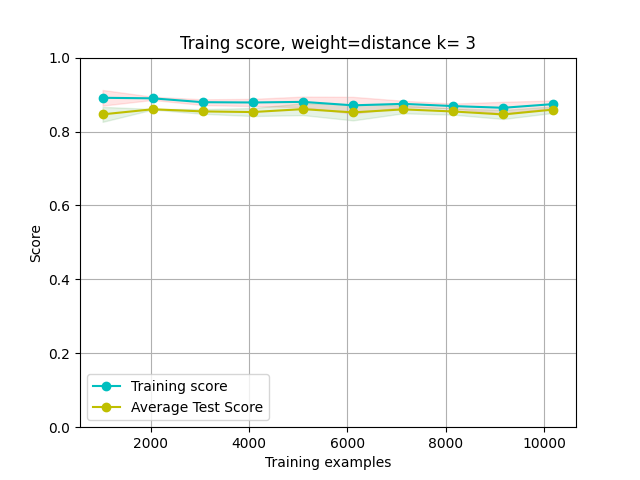 Traing score, weight=distance k= 3
1.0
0.8
0.6
0.4
0.2
0.0
Score
Training score
Average Test Score
2000
4000
6000
8000
10000
Training examples